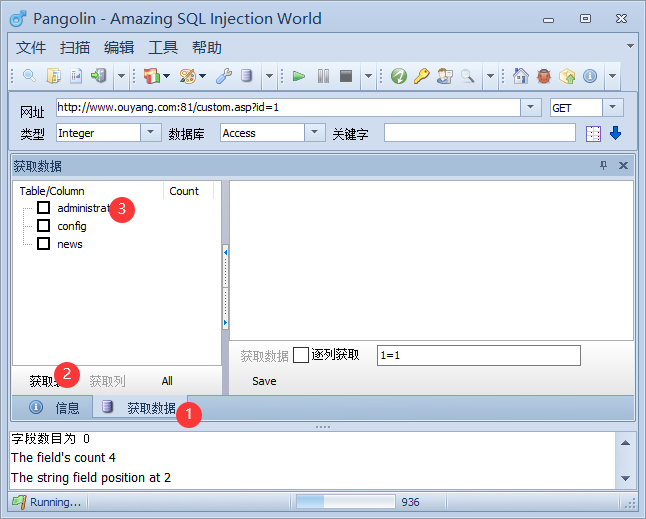 Pangolin - Amazing SQL Injection World
文件 扫描 编辑 工具 帮助
网址 http://www.ouyang.com:81/custom.asp?id=1 GET
类型 Integer 数据库 Access 关键字
获取数据
Table/Column Count
administrat 3
config
news
获取 2 获取列 All
获取数据 逐列获取 1=1
Save
信息 获取数据 1
字段数目为 0
The field's count 4
The string field position at 2
Running... 936